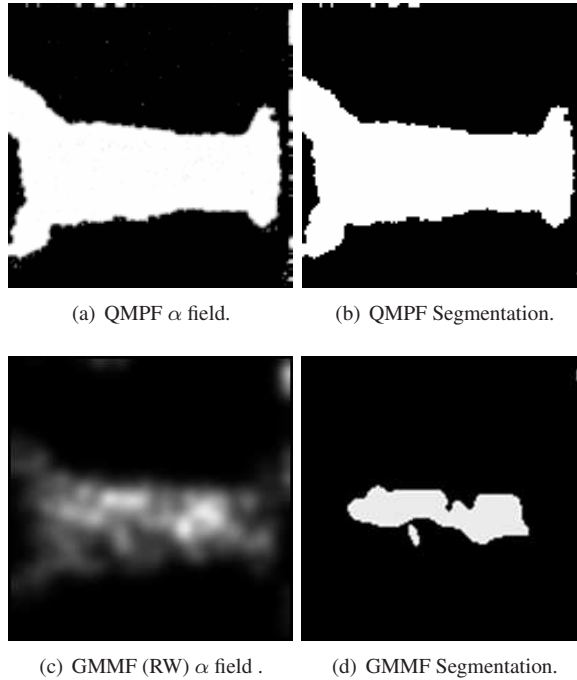 (a) QMPF α field.
(b) QMPF Segmentation.
(c) GMMF (RW) α field .
(d) GMMF Segmentation.